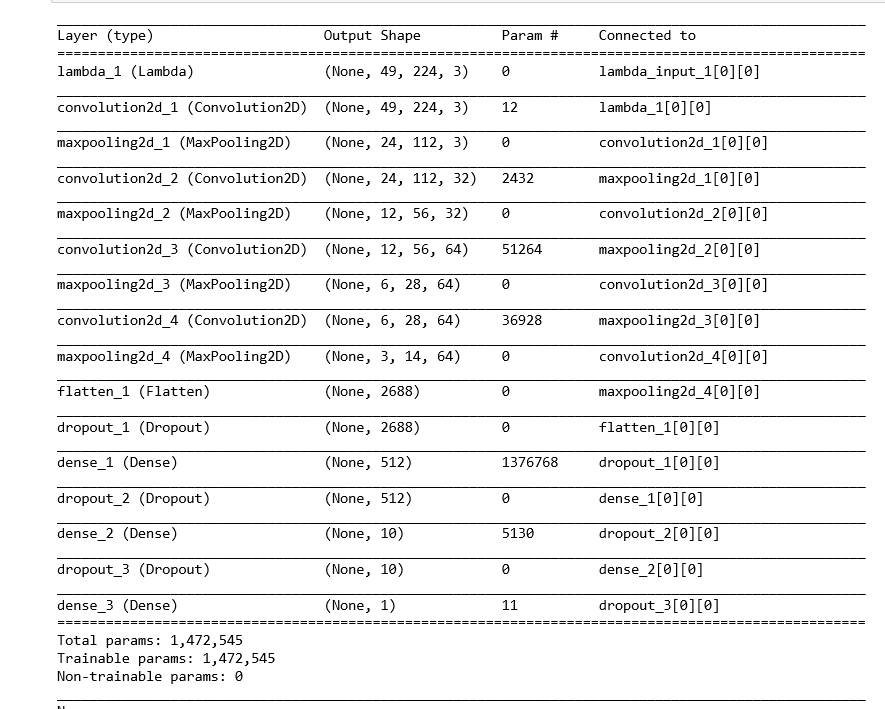 Layer (type) Output Shape Param # Connected to
lambda_1 (Lambda) (None, 49, 224, 3) 0 lambda_input_1[0][0]
convolution2d_1 (Convolution2D) (None, 49, 224, 3) 12 lambda_1[0][0]
maxpooling2d_1 (MaxPooling2D) (None, 24, 112, 3) 0 convolution2d_1[0][0]
convolution2d_2 (Convolution2D) (None, 24, 112, 32) 2432 maxpooling2d_1[0][0]
maxpooling2d_2 (MaxPooling2D) (None, 12, 56, 32) 0 convolution2d_2[0][0]
convolution2d_3 (Convolution2D) (None, 12, 56, 64) 51264 maxpooling2d_2[0][0]
maxpooling2d_3 (MaxPooling2D) (None, 6, 28, 64) 0 convolution2d_3[0][0]
convolution2d_4 (Convolution2D) (None, 6, 28, 64) 36928 maxpooling2d_3[0][0]
maxpooling2d_4 (MaxPooling2D) (None, 3, 14, 64) 0 convolution2d_4[0][0]
flatten_1 (Flatten) (None, 2688) 0 maxpooling2d_4[0][0]
dropout_1 (Dropout) (None, 2688) 0 flatten_1[0][0]
dense_1 (Dense) (None, 512) 1376768 dropout_1[0][0]
dropout_2 (Dropout) (None, 512) 0 dense_1[0][0]
dense_2 (Dense) (None, 10) 5130 dropout_2[0][0]
dropout_3 (Dropout) (None, 10) 0 dense_2[0][0]
dense_3 (Dense) (None, 1) 11 dropout_3[0][0]
Total params: 1,472,545
Trainable params: 1,472,545
Non-trainable params: 0